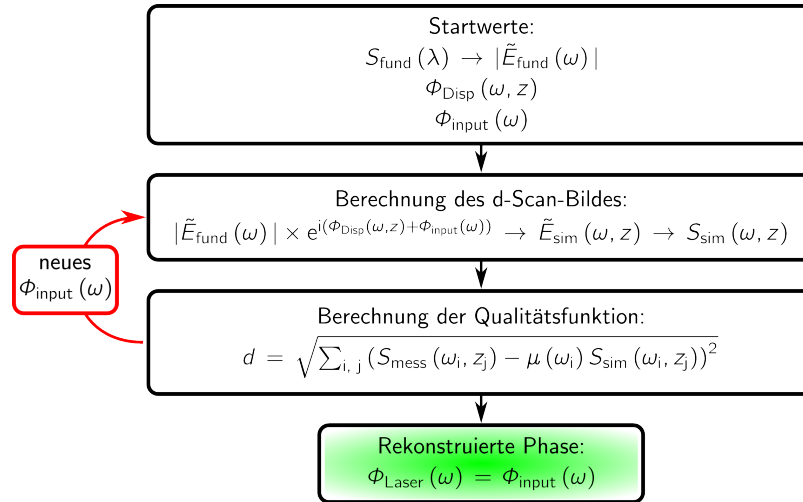 Startwerte:
S_fund (λ) → |Ẽ_fund (ω) |
Φ_Disp (ω, z)
Φ_input (ω)
Berechnung des d-Scan-Bildes:
|Ẽ_fund (ω) | × e^i(Φ_Disp(ω,z)+Φ_input(ω)) → Ẽ_sim (ω, z) → S_sim (ω, z)
neues
Φ_input (ω)
Berechnung der Qualitätsfunktion:
d = √∑_i, j (S_mess (ω_i, z_j) − μ (ω_i) S_sim (ω_i, z_j))^2
Rekonstruierte Phase:
Φ_Laser (ω) = Φ_input (ω)